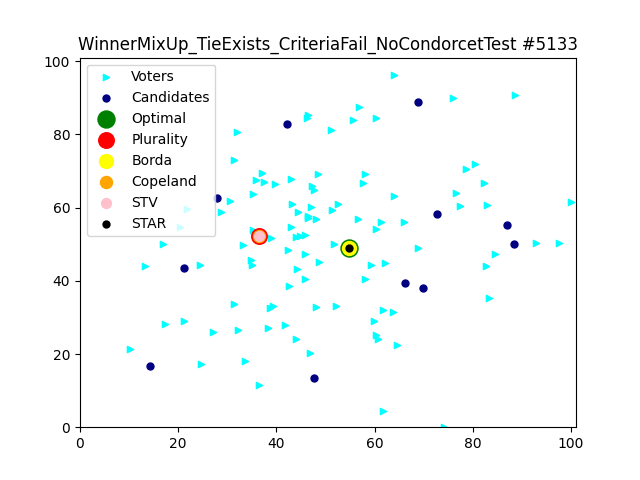 WinnerMixUp_TieExists_CriteriaFail_NoCondorcetTest #5133
Voters
Candidates
Optimal
Plurality
Borda
Copeland
STV
STAR
100
80
60
40
20
0
0 20 40 60 80 100